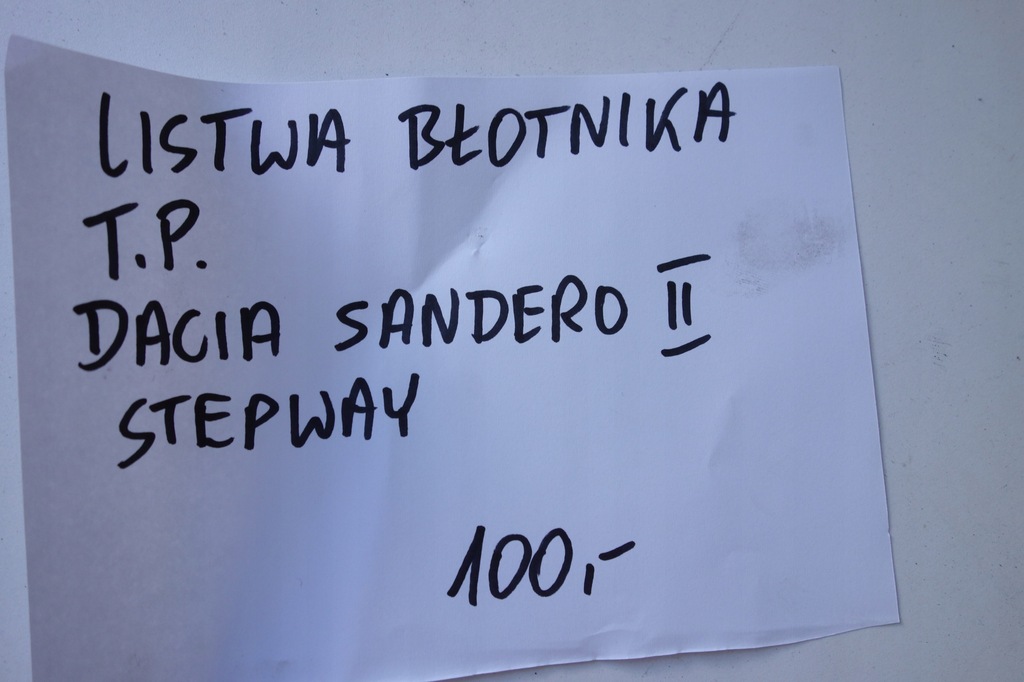 LISTWA BŁOTNIKA
T.P.
DACIA SANDERO II
STEPWAY
100,-